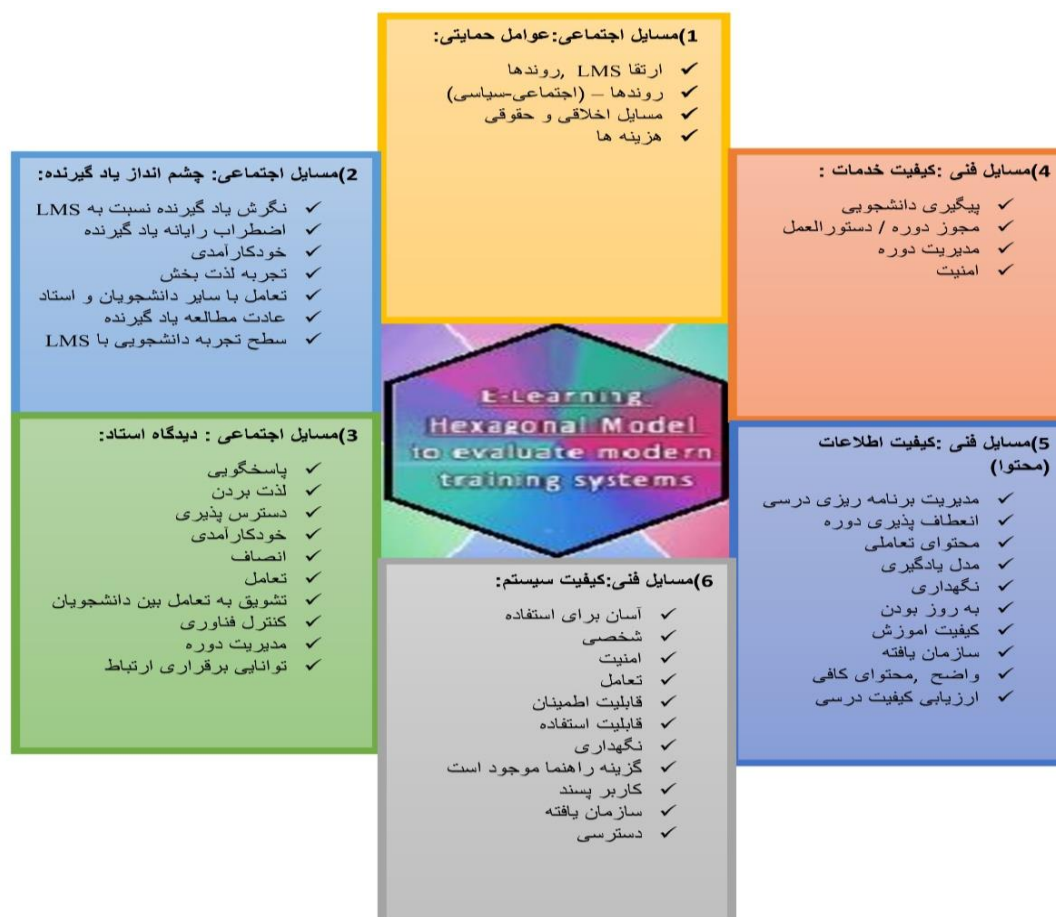 1)مسایل اجتماعی:عوامل حمایتی:
✓ ارتقا LMS ,روندها
✓ روندها – (اجتماعی-سیاسی)
✓ مسایل اخلاقی و حقوقی
✓ هزینه ها
2)مسایل اجتماعی: چشم انداز یاد گیرنده:
✓ نگرش یاد گیرنده نسبت به LMS
✓ اضطراب رایانه یاد گیرنده
✓ خودکارآمدی
✓ تجربه لذت بخش
✓ تعامل با سایر دانشجویان و استاد
✓ عادت مطالعه یاد گیرنده
✓ سطح تجربه دانشجویی با LMS
3)مسایل اجتماعی : دیدگاه استاد:
✓ پاسخگویی
✓ لذت بردن
✓ دسترس پذیری
✓ خودکارآمدی
✓ انصاف
✓ تعامل
✓ تشویق به تعامل بین دانشجویان
✓ کنترل فناوری
✓ مدیریت دوره
✓ توانایی برقراری ارتباط
4)مسایل فنی :کیفیت خدمات :
✓ پیگیری دانشجویی
✓ مجوز دوره / دستورالعمل
✓ مدیریت دوره
✓ امنیت
5)مسایل فنی :کیفیت اطلاعات
(محتوا)
✓ مدیریت برنامه ریزی درسی
✓ انعطاف پذیری دوره
✓ محتوای تعاملی
✓ مدل یادگیری
✓ نگهداری
✓ به روز بودن
✓ کیفیت اموزش
✓ سازمان یافته
✓ واضح ,محتوای کافی
✓ ارزیابی کیفیت درسی
6)مسایل فنی:کیفیت سیستم:
✓ آسان برای استفاده
✓ شخصی
✓ امنیت
✓ تعامل
✓ قابلیت اطمینان
✓ قابلیت استفاده
✓ نگهداری
✓ گزینه راهنما موجود است
✓ کاربر پسند
✓ سازمان یافته
✓ دسترسی
E-Learning
Hexagonal Model
to evaluate modern
training systems